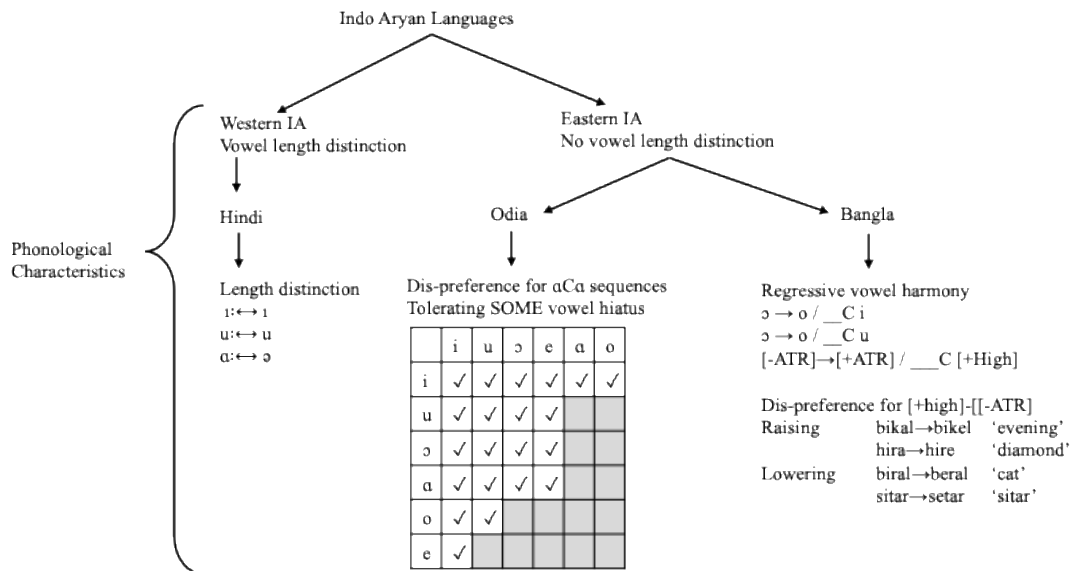 Indo Aryan Languages
Western IA
Vowel length distinction
Eastern IA
No vowel length distinction
Phonological
Characteristics
Hindi
Odia
Bangla
Length distinction
ɪː↔ ɪ
uː↔ u
ɑː↔ ɔ
Dis-preference for ɑCɑ sequences
Tolerating SOME vowel hiatus
i u ɔ e ɑ o
i ✓ ✓ ✓ ✓ ✓ ✓
u ✓ ✓ ✓ ✓
ɔ ✓ ✓ ✓ ✓
ɑ ✓ ✓ ✓ ✓
o ✓ ✓
e ✓
Regressive vowel harmony
ɔ → o / __C i
ɔ → o / __C u
[-ATR]→[+ATR] / ___C [+High]
Dis-preference for [+high]-[[-ATR]
Raising bikal→bikel ‘evening’
hira→hire ‘diamond’
Lowering biral→beral ‘cat’
sitar→setar ‘sitar’